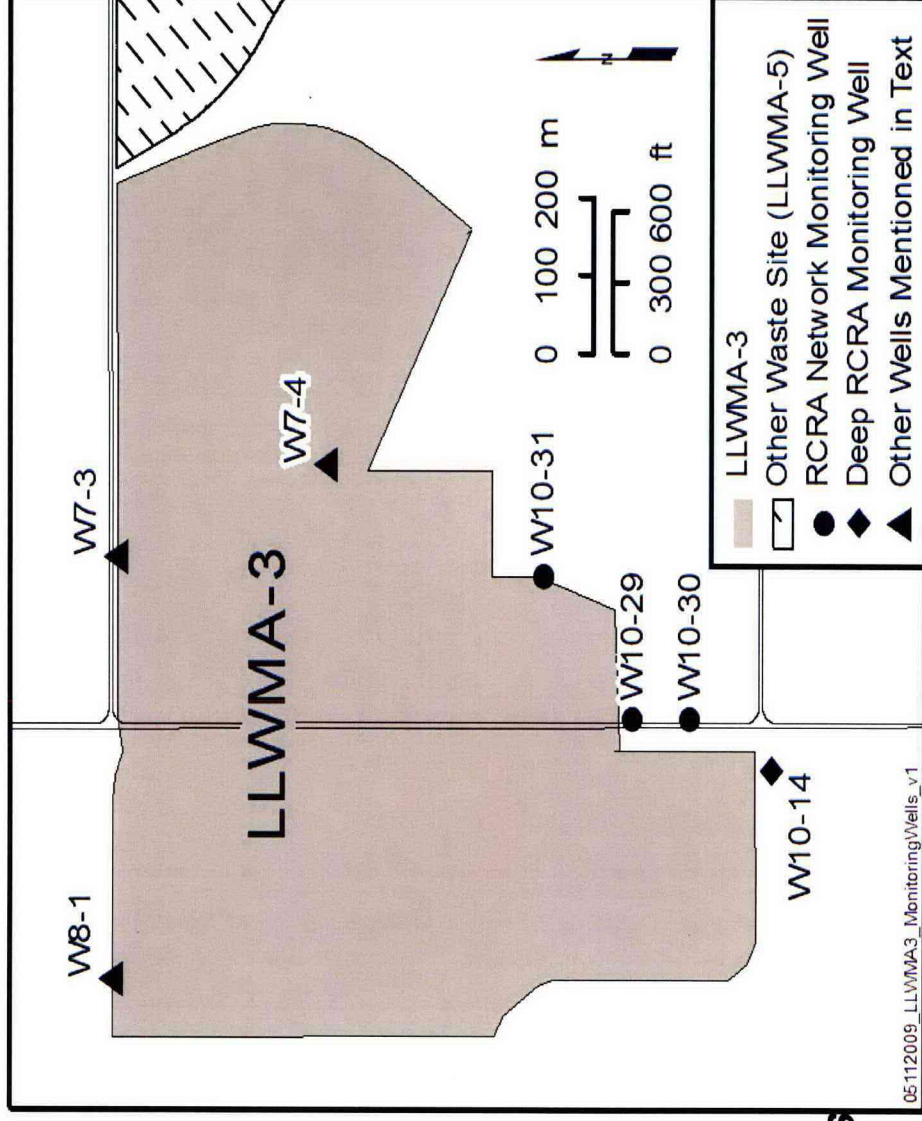 W8-1
W7-3
W7-4
LLWMA-3
W10-31
W10-29
W10-30
W10-14
N
0 100 200 m
0 300 600 ft
LLWMA-3
Other Waste Site (LLWMA-5)
RCRA Network Monitoring Well
Deep RCRA Monitoring Well
Other Wells Mentioned in Text
05112009_LLWMA3_MonitoringWells_v1